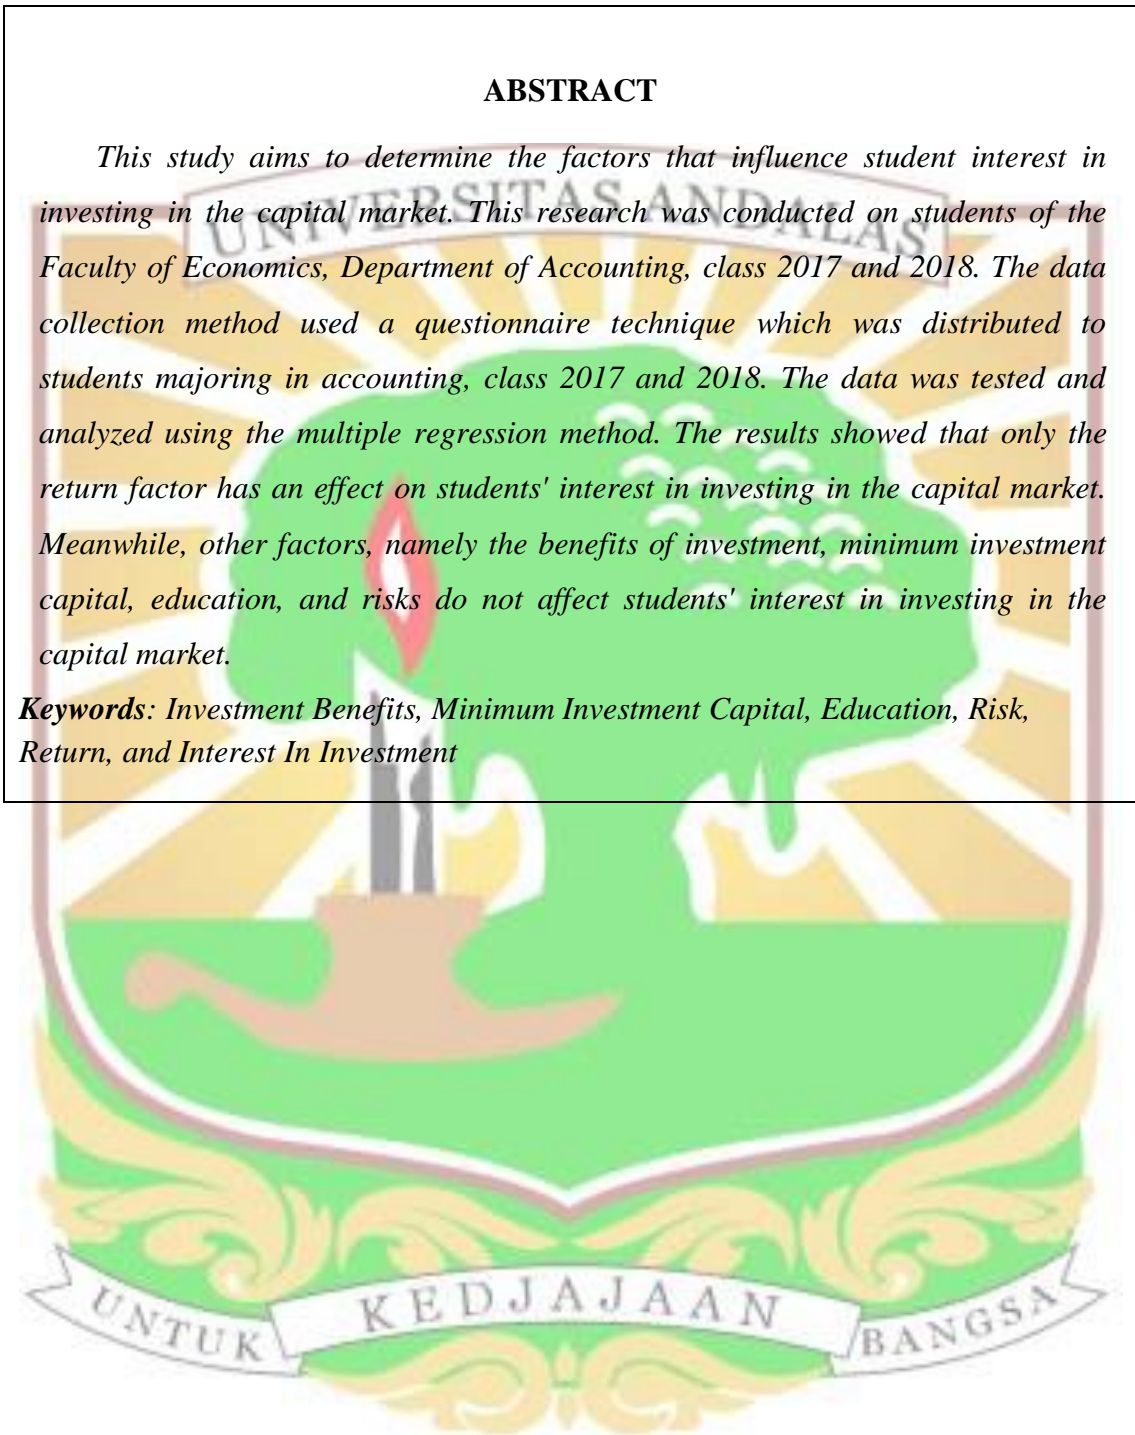 ABSTRACT
This study aims to determine the factors that influence student interest in
UNIVERSITAS ANDALAS
investing in the capital market. This research was conducted on students of the
Faculty of Economics, Department of Accounting, class 2017 and 2018. The data
collection method used a questionnaire technique which was distributed to
students majoring in accounting, class 2017 and 2018. The data was tested and
analyzed using the multiple regression method. The results showed that only the
return factor has an effect on students' interest in investing in the capital market.
Meanwhile, other factors, namely the benefits of investment, minimum investment
capital, education, and risks do not affect students' interest in investing in the
capital market.
Keywords: Investment Benefits, Minimum Investment Capital, Education, Risk,
Return, and Interest In Investment
UNTUK KEDJAJAAN BANGSA